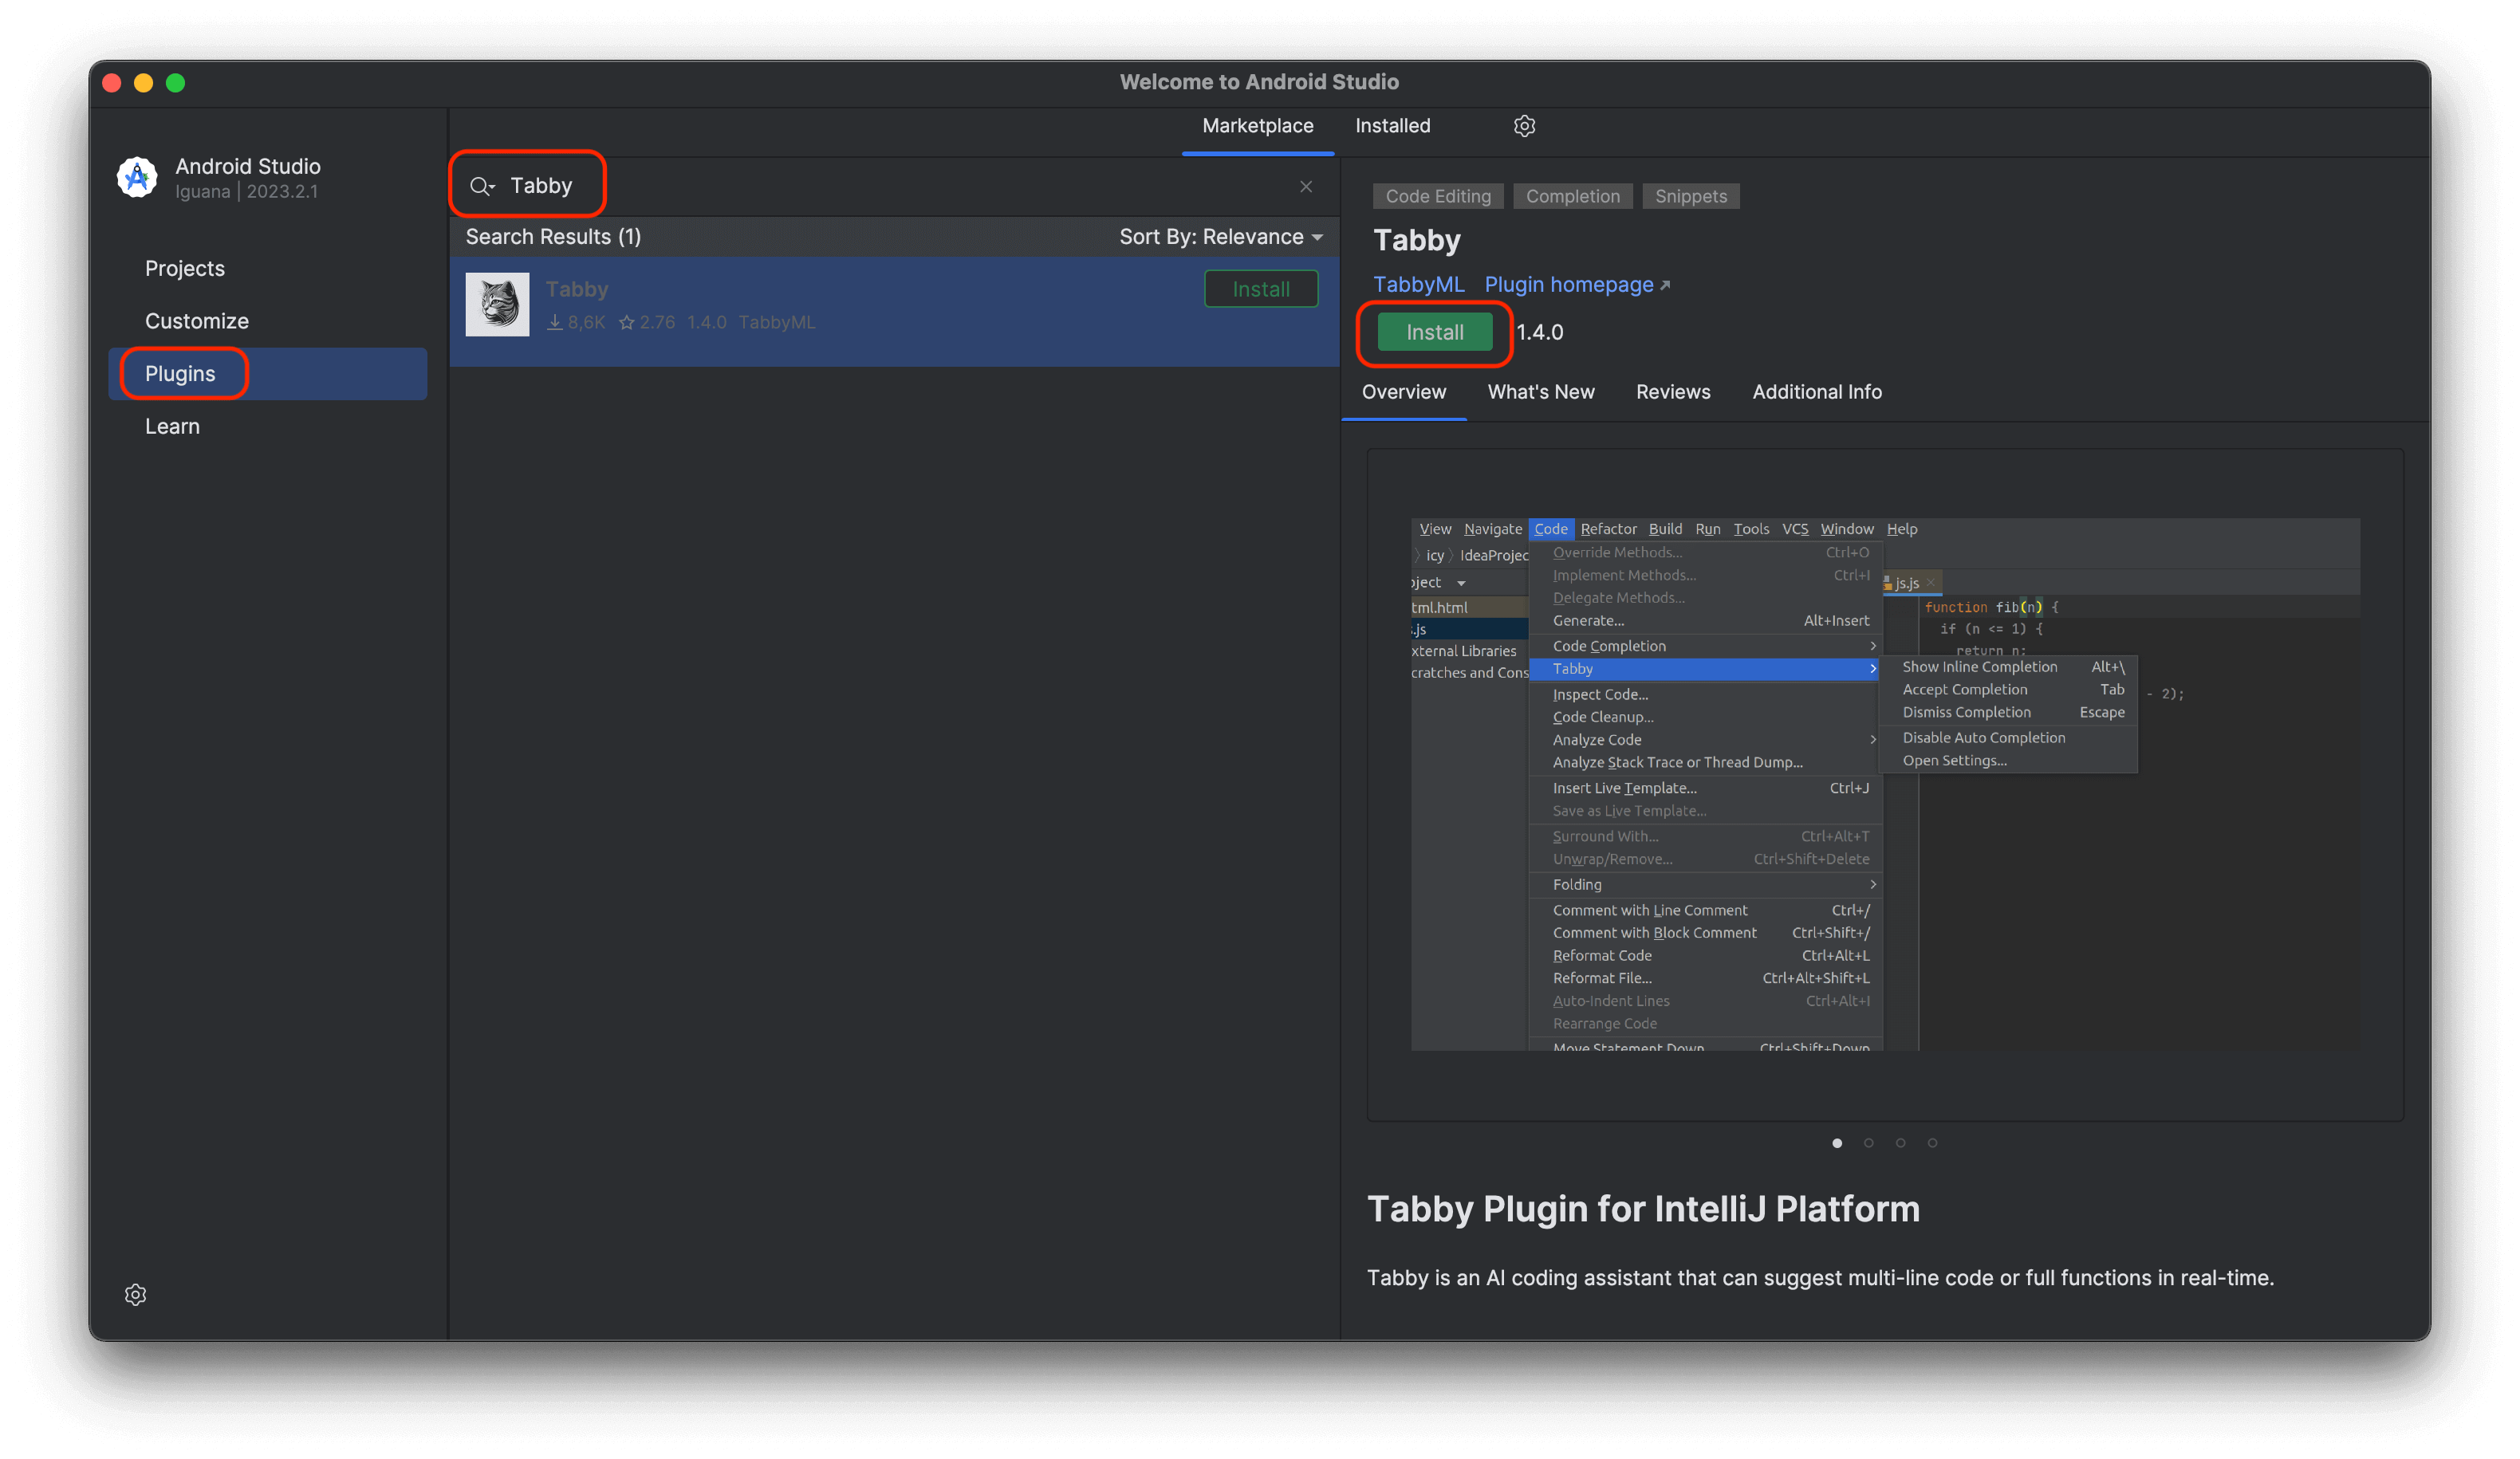 Welcome to Android Studio
Android Studio
Iguana | 2023.2.1
Projects
Customize
Plugins
Learn
Marketplace Installed
Tabby
Search Results (1) Sort By: Relevance
Tabby Install
8,6K 2.76 1.4.0 TabbyML
Code Editing Completion Snippets
Tabby
TabbyML Plugin homepage
Install 1.4.0
Overview What's New Reviews Additional Info
View Navigate Code Refactor Build Run Tools VCS Window Help
icy IdeaProjec
ject
tml.html
.js
xternal Libraries
cratches and Cons
Override Methods... Ctrl+O
Implement Methods... Ctrl+I
Delegate Methods...
Generate... Alt+Insert
Code Completion
Tabby
Inspect Code...
Code Cleanup...
Analyze Code
Analyze Stack Trace or Thread Dump...
Insert Live Template... Ctrl+J
Save as Live Template...
Surround With... Ctrl+Alt+T
Unwrap/Remove... Ctrl+Shift+Delete
Folding
Comment with Line Comment Ctrl+/
Comment with Block Comment Ctrl+Shift+/
Reformat Code Ctrl+Alt+L
Reformat File... Ctrl+Alt+Shift+L
Auto-Indent Lines Ctrl+Alt+I
Rearrange Code
Move Statement Down Ctrl+Shift+Down
js.js
function fib(n) {
if (n <= 1) {
return n;
- 2);
Show Inline Completion Alt+\
Accept Completion Tab
Dismiss Completion Escape
Disable Auto Completion
Open Settings...
Tabby Plugin for IntelliJ Platform
Tabby is an AI coding assistant that can suggest multi-line code or full functions in real-time.